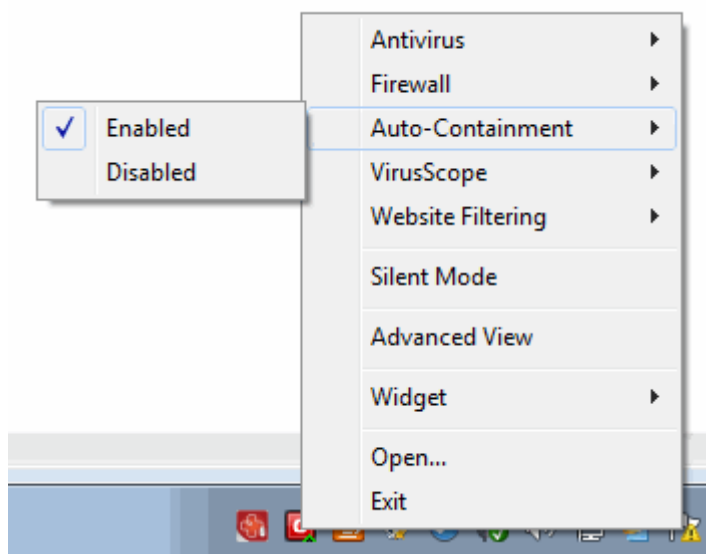 Antivirus
Firewall
Auto-Containment
Enabled
Disabled
VirusScope
Website Filtering
Silent Mode
Advanced View
Widget
Open...
Exit